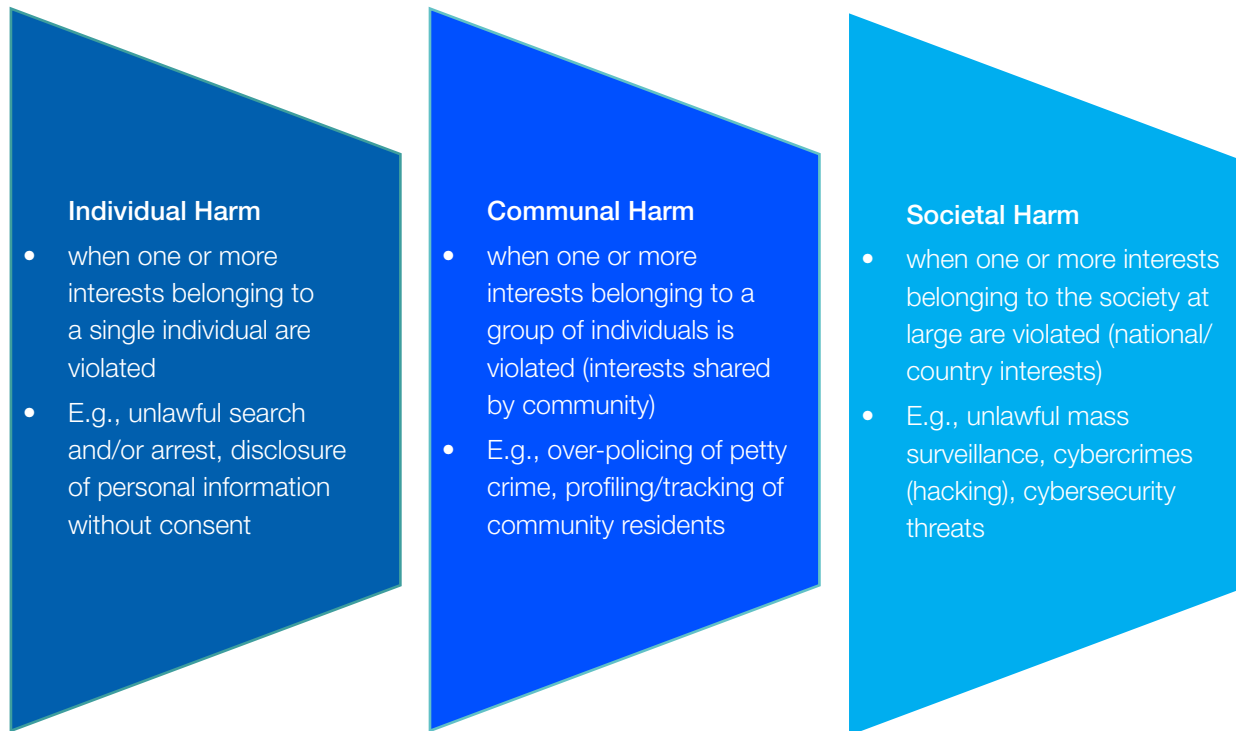 Individual Harm
• when one or more
interests belonging to
a single individual are
violated
• E.g., unlawful search
and/or arrest, disclosure
of personal information
without consent
Communal Harm
• when one or more
interests belonging to a
group of individuals is
violated (interests shared
by community)
• E.g., over-policing of petty
crime, profiling/tracking of
community residents
Societal Harm
• when one or more interests
belonging to the society at
large are violated (national/
country interests)
• E.g., unlawful mass
surveillance, cybercrimes
(hacking), cybersecurity
threats